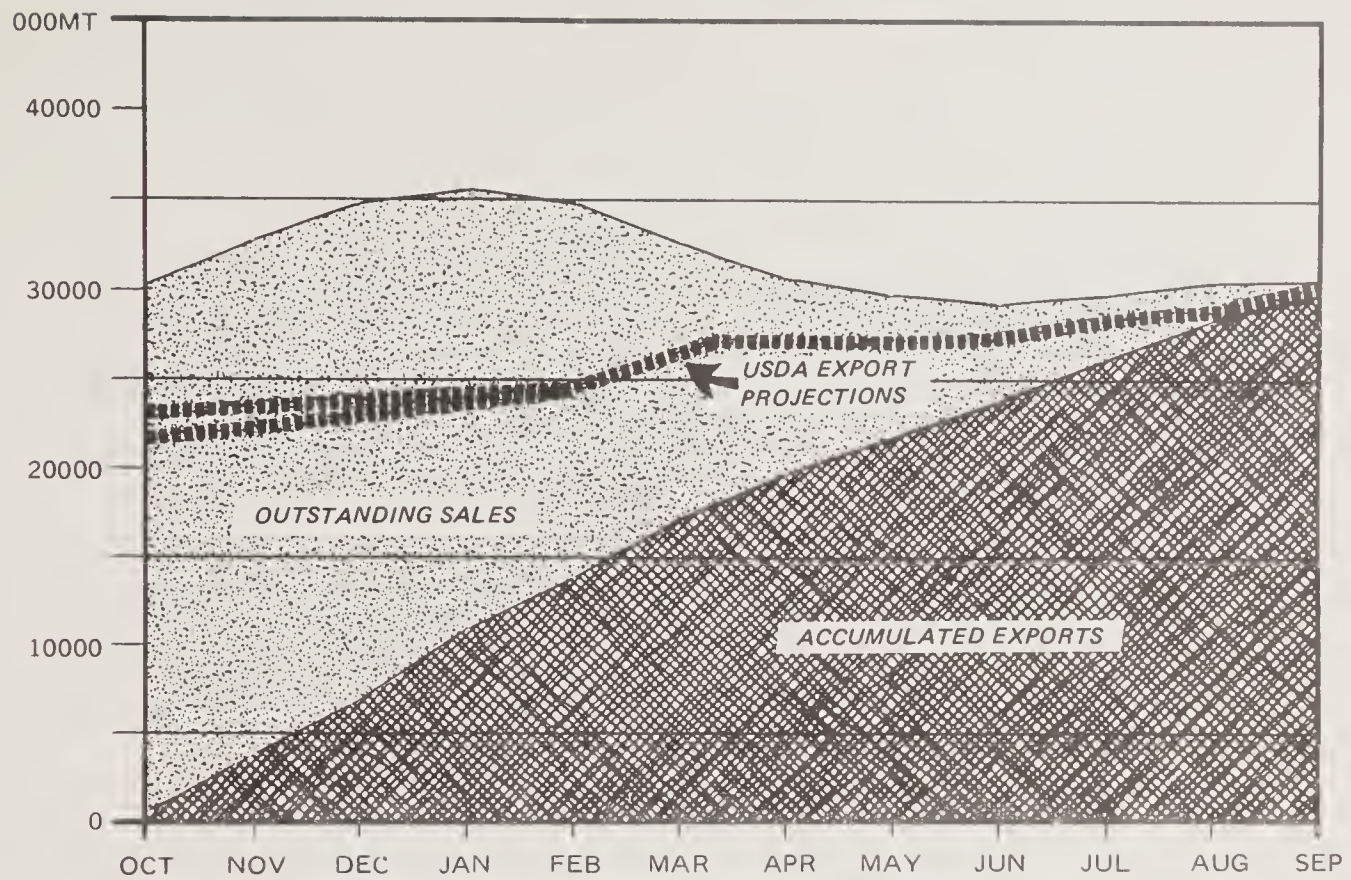 000MT
40000
30000
20000
10000
0
USDA EXPORT
PROJECTIONS
OUTSTANDING SALES
ACCUMULATED EXPORTS
OCT NOV DEC JAN FEB MAR APR MAY JUN JUL AUG SEP